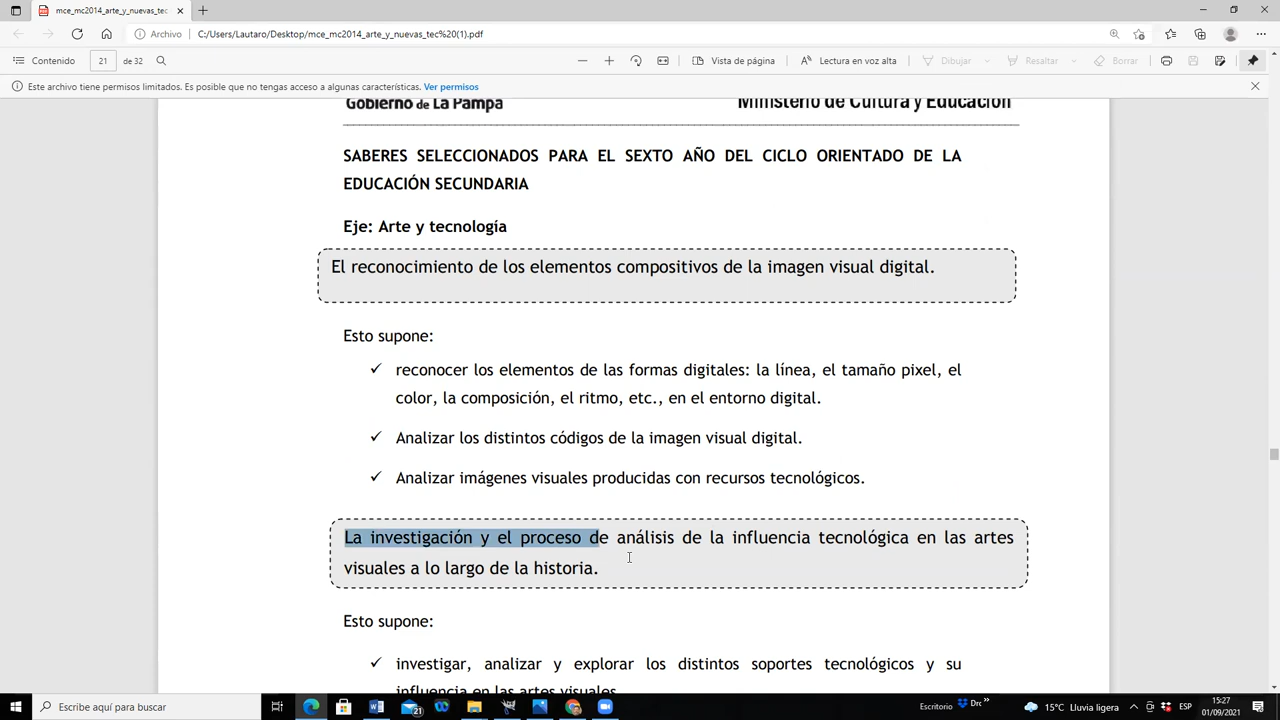 mce_mc2014_arte_y_nuevas_tec
Archivo C:/Users/Lautaro/Desktop/mce_mc2014_arte_y_nuevas_tec%20(1).pdf
Contenido 21 de 32 Vista de página Lectura en voz alta Dibujar Resaltar Borrar
Este archivo tiene permisos limitados. Es posible que no tengas acceso a algunas características. Ver permisos
Gobierno de La Pampa Ministerio de Cultura y Educación
SABERES SELECCIONADOS PARA EL SEXTO AÑO DEL CICLO ORIENTADO DE LA
EDUCACIÓN SECUNDARIA
Eje: Arte y tecnología
El reconocimiento de los elementos compositivos de la imagen visual digital.
Esto supone:
✓ reconocer los elementos de las formas digitales: la línea, el tamaño pixel, el
color, la composición, el ritmo, etc., en el entorno digital.
✓ Analizar los distintos códigos de la imagen visual digital.
✓ Analizar imágenes visuales producidas con recursos tecnológicos.
La investigación y el proceso de análisis de la influencia tecnológica en las artes
visuales a lo largo de la historia.
Esto supone:
✓ investigar, analizar y explorar los distintos soportes tecnológicos y su
influencia en las artes visuales
Escribe aquí para buscar 21 Escritorio 15°C Lluvia ligera ESP 15:27
01/09/2021